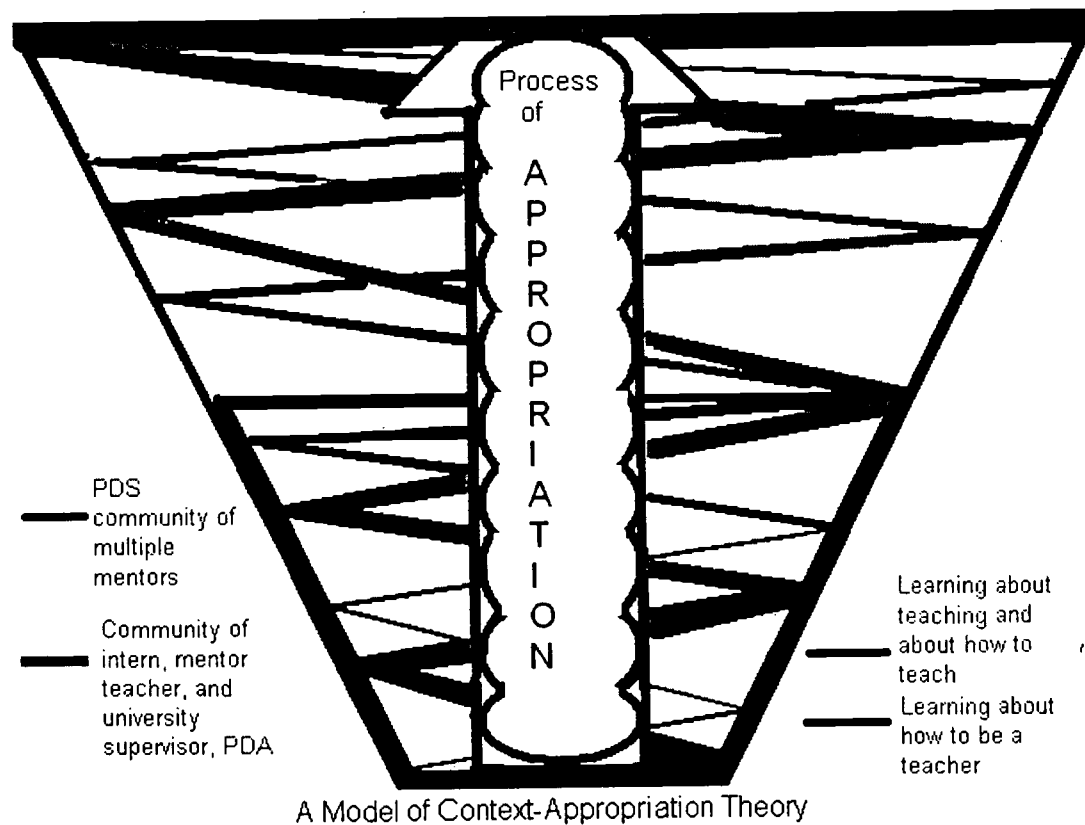 Process
of
A
P
P
R
O
P
R
I
A
T
I
O
N
PDS
community of
multiple
mentors
Community of
intern, mentor
teacher, and
university
supervisor, PDA
Learning about
teaching and
about how to
teach
Learning about
how to be a
teacher
A Model of Context-Appropriation Theory